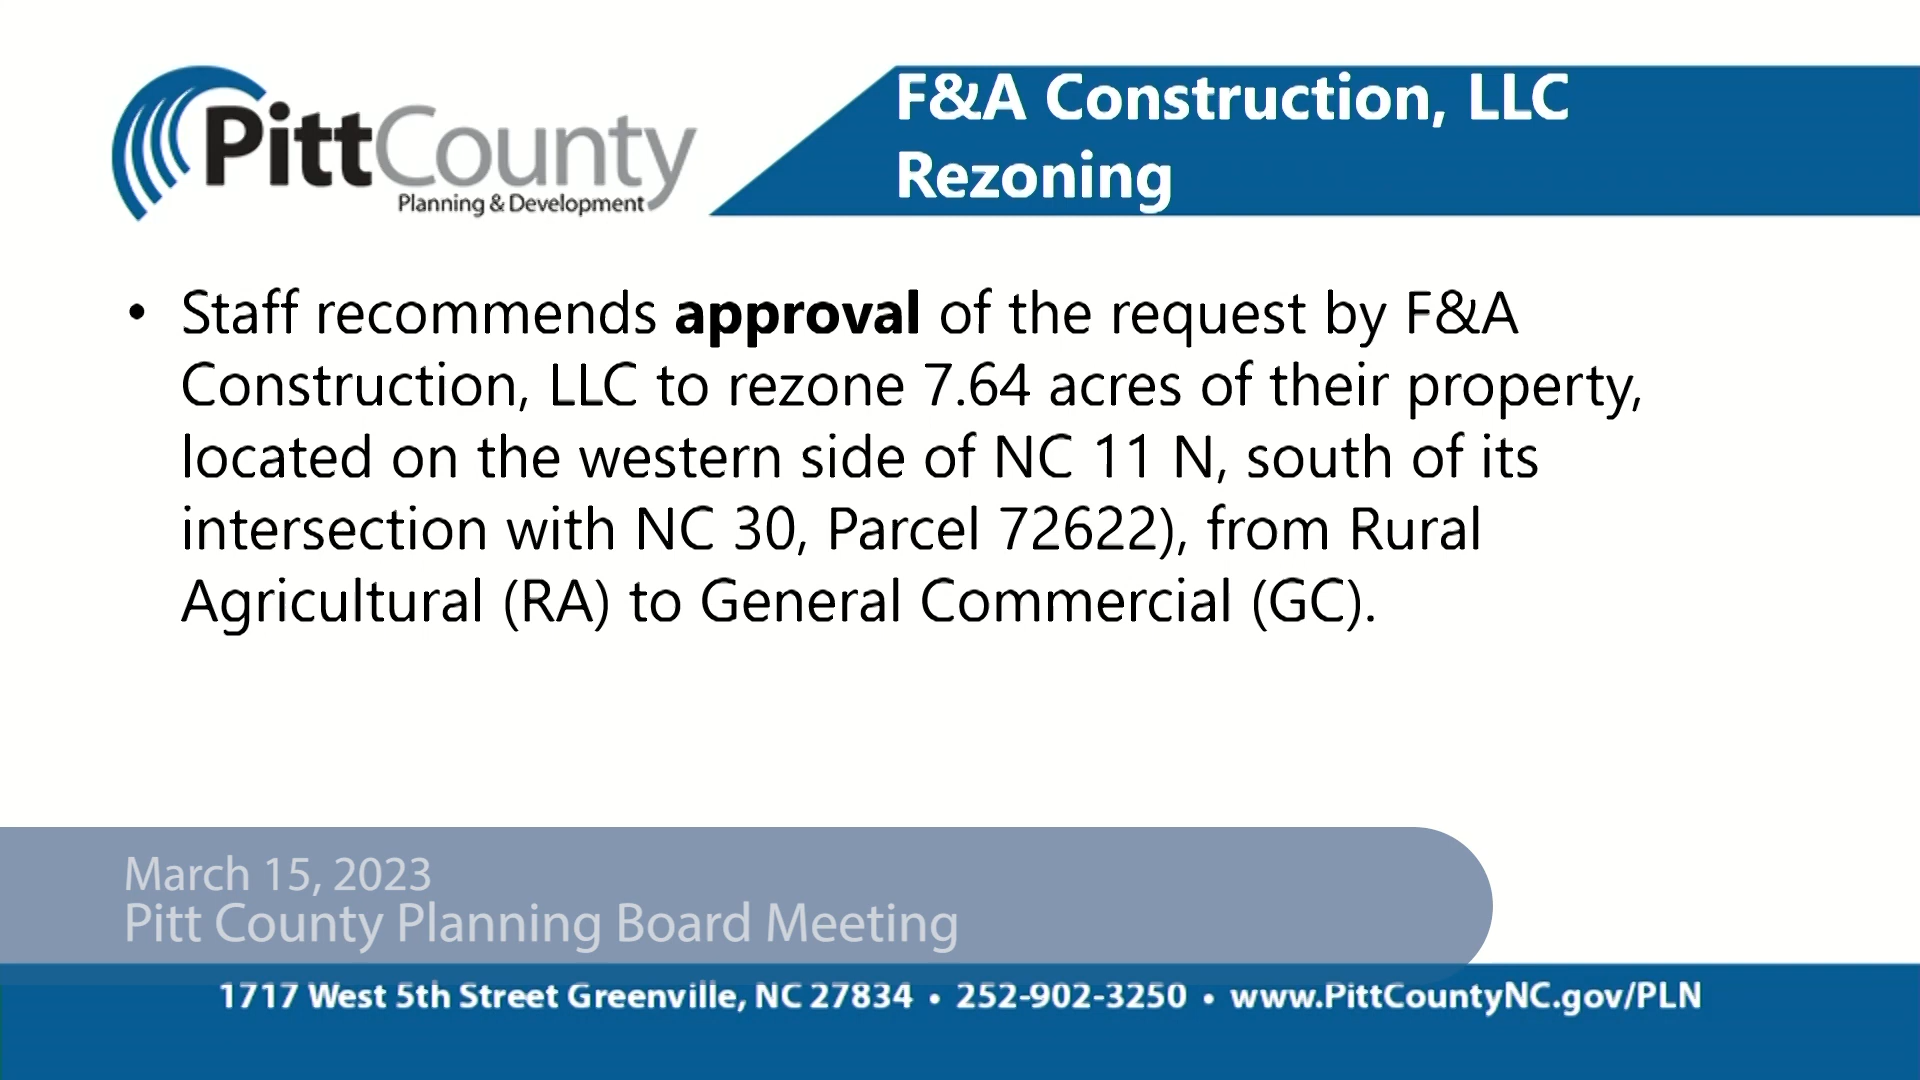 PittCounty
Planning & Development
F&A Construction, LLC
Rezoning
• Staff recommends approval of the request by F&A
Construction, LLC to rezone 7.64 acres of their property,
located on the western side of NC 11 N, south of its
intersection with NC 30, Parcel 72622), from Rural
Agricultural (RA) to General Commercial (GC).
March 15, 2023
Pitt County Planning Board Meeting
1717 West 5th Street Greenville, NC 27834 • 252-902-3250 • www.PittCountyNC.gov/PLN